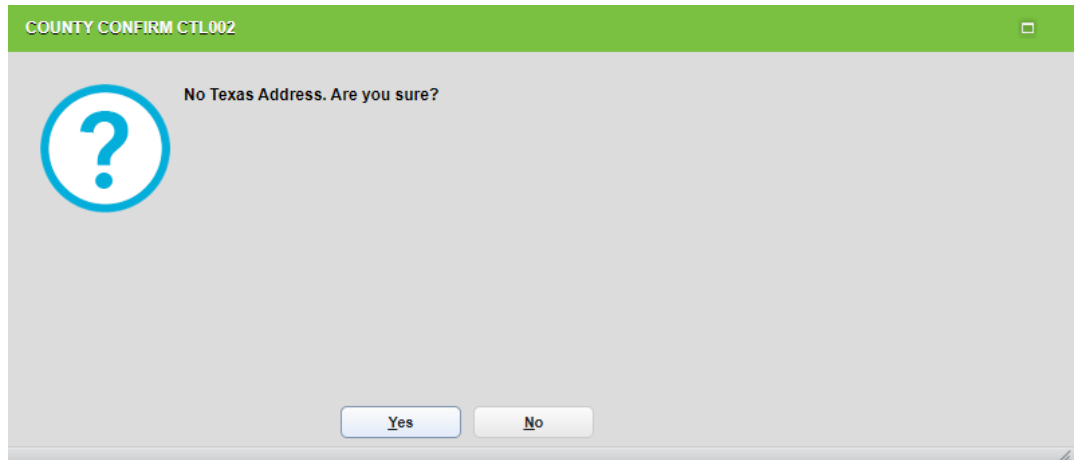 COUNTY CONFIRM CTL002
No Texas Address. Are you sure?
Yes No